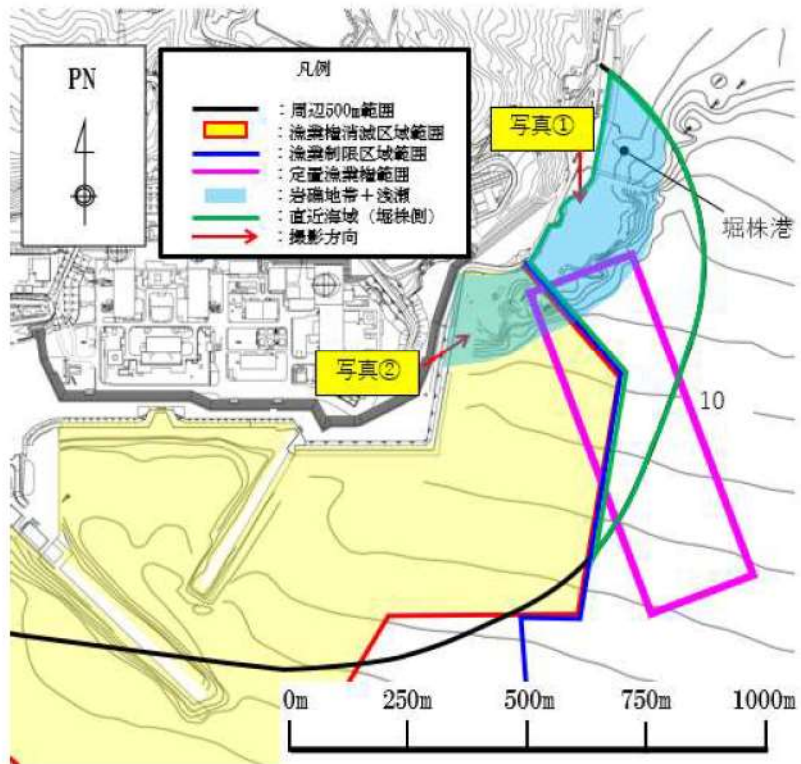 PN
凡例
：周辺500m範囲
：漁業権消滅区域範囲
：漁業制限区域範囲
：定置漁業権範囲
：岩礁地帯＋浅瀬
：直近海域（堀株側）
：撮影方向
写真①
堀株港
写真②
10
0m 250m 500m 750m 1000m